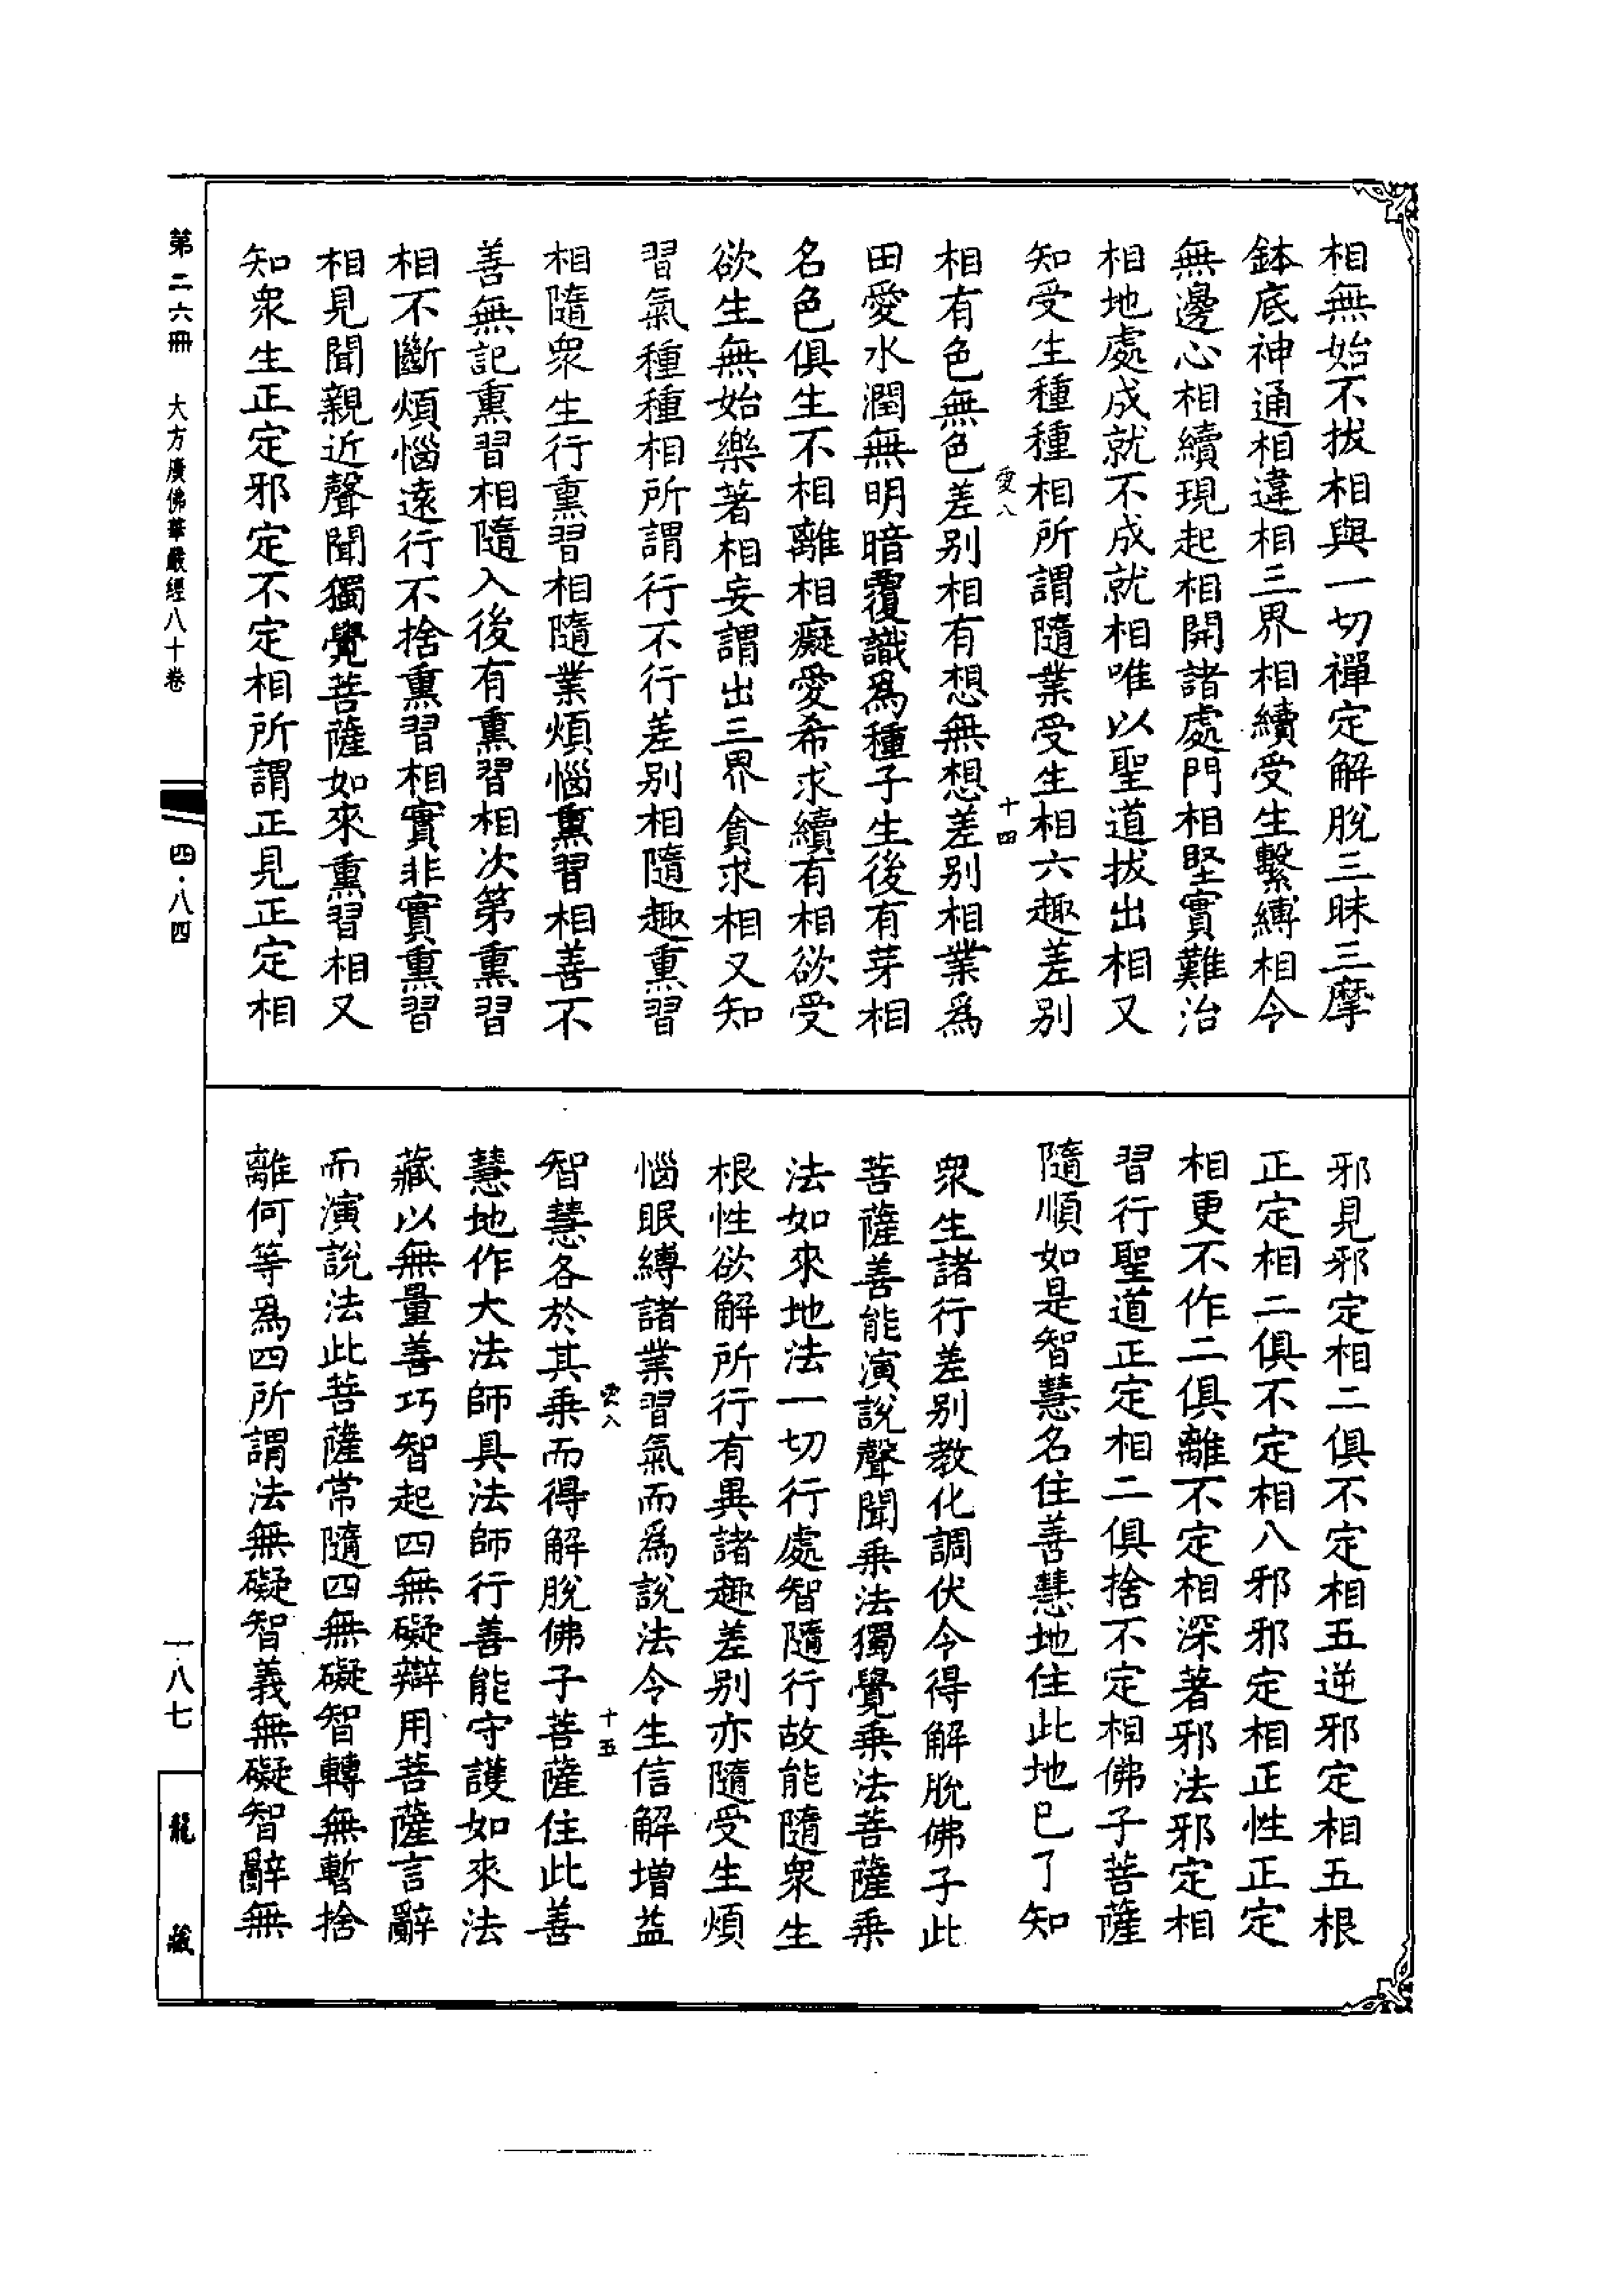 相無始不拔相與一切禪定解脫三昧三摩
鉢底神通相違相三界相續受生繫縛相令
無邊心相續現起相開諸處門相堅實難治
相地處成就不成就相唯以聖道拔出相又
知受生種種相所謂隨業受生相六趣差別
相有色無色差別相有想無想差別相業為
田愛水潤無明暗覆識為種子生後有芽相
名色俱生不相離相癡愛希求續有相欲受
欲生無始樂著相妄謂出三界貪求相又知
習氣種種相所謂行不行差別相隨趣熏習
相隨衆生行熏習相隨業煩惱熏習相善不
善無記熏習相隨入後有熏習相次第熏習
相不斷煩惱遠行不捨熏習相實非實熏習
相見聞親近聲聞獨覺菩薩如來熏習相又
知衆生正定邪定不定相所謂正見正定相
十四
邪見邪定相二俱不定相五逆邪定相五根
正定相二俱不定相八邪邪定相正性正定
相更不作二俱離不定相深著邪法邪定相
習行聖道正定相二俱捨不定相佛子菩薩
隨順如是智慧名住善慧地住此地已了知
衆生諸行差別教化調伏令得解脫佛子此
菩薩善能演說聲聞乘法獨覺乘法菩薩乘
法如來地法一切行處智隨行故能隨衆生
根性欲解所行有異諸趣差別亦隨受生煩
惱眠縛諸業習氣而為說法令生信解增益
智慧各於其乘而得解脫佛子菩薩住此善
慧地作大法師具法師行善能守護如來法
藏以無量善巧智起四無礙辯用菩薩言辭
而演說法此菩薩常隨四無礙智轉無暫捨
離何等為四所謂法無礙智義無礙智辭無
十五
第二六冊 大方廣佛華嚴經八十卷
四·八四
一八七
龍藏